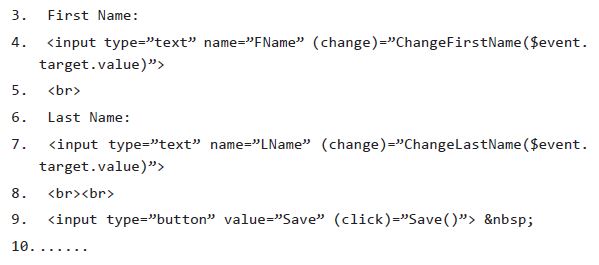 3. First Name:
4. <input type=”text” name=”FName” (change)=”ChangeFirstName($event.
target.value)”>
5. <br>
6. Last Name:
7. <input type=”text” name=”LName” (change)=”ChangeLastName($event.
target.value)”>
8. <br><br>
9. <input type=”button” value=”Save” (click)=”Save()”> &nbsp;
10. .......